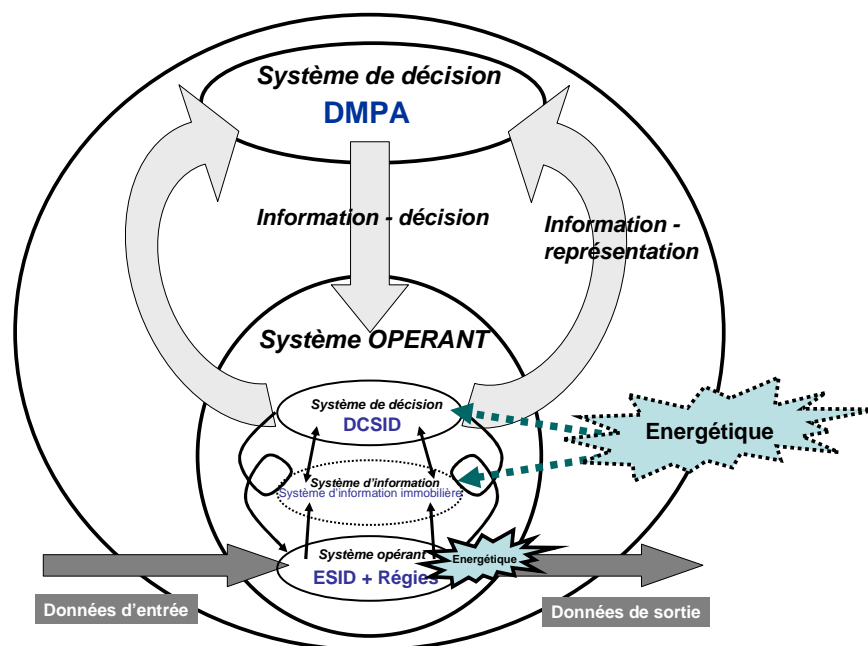 Système de décision
DMPA
Information - décision
Information -
représentation
Système OPERANT
Système de décision
DCSID
Energétique
Système d'information
Système d'information immobilière
Système opérant
Energétique
ESID + Régies
Données d'entrée
Données de sortie